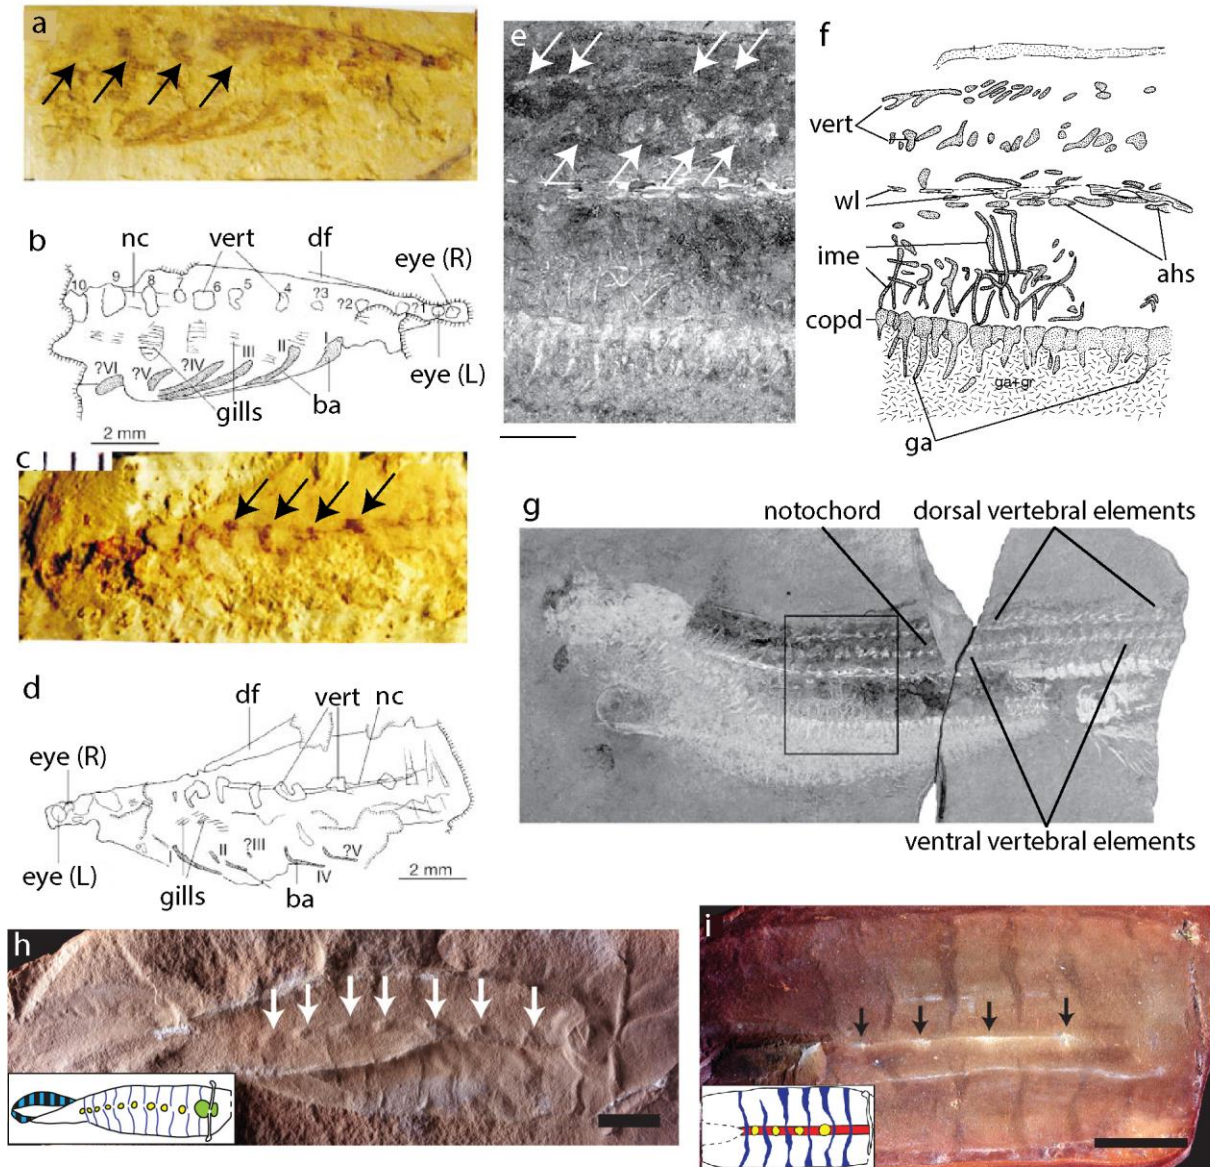 a
b
nc
vert
df
eye (R)
10
9
8
6
5
4
?3
?2
?1
?VI
?V
?IV
III
II
I
eye (L)
gills
ba
2 mm
c
d
df
vert
nc
eye (R)
I
II
?III
?V
IV
eye (L)
gills
ba
2 mm
e
f
vert
wl
ime
ahs
copd
ga+gr
ga
g
notochord
dorsal vertebral elements
ventral vertebral elements
h
i